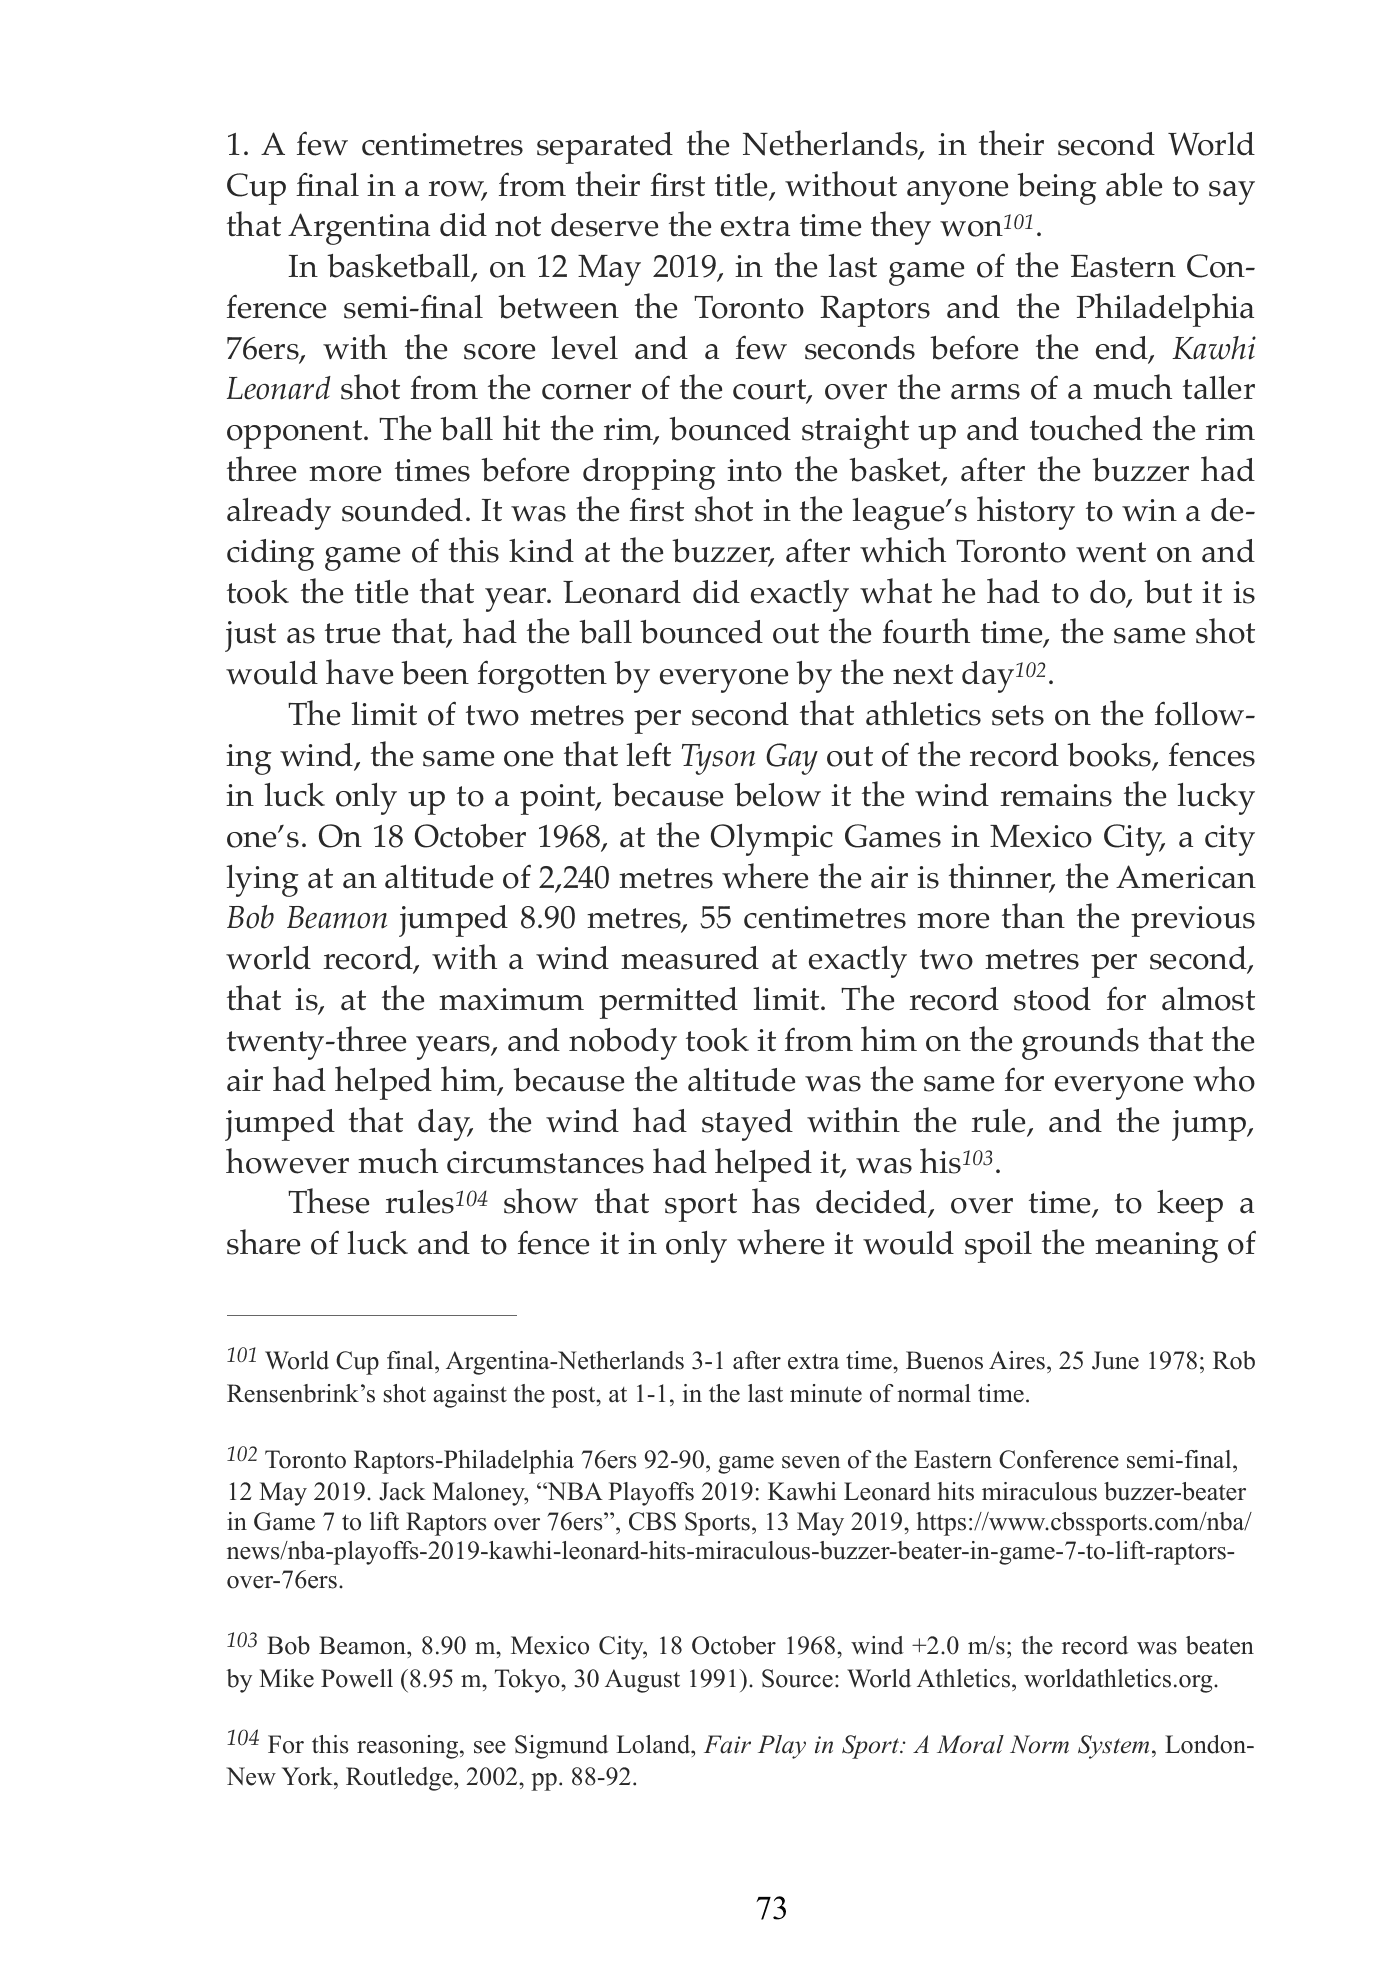 1. A few centimetres separated the Netherlands, in their second World
Cup final in a row, from their first title, without anyone being able to say
that Argentina did not deserve the extra time they won101.
In basketball, on 12 May 2019, in the last game of the Eastern Con-
ference semi-final between the Toronto Raptors and the Philadelphia
76ers, with the score level and a few seconds before the end, Kawhi
Leonard shot from the corner of the court, over the arms of a much taller
opponent. The ball hit the rim, bounced straight up and touched the rim
three more times before dropping into the basket, after the buzzer had
already sounded. It was the first shot in the league’s history to win a de-
ciding game of this kind at the buzzer, after which Toronto went on and
took the title that year. Leonard did exactly what he had to do, but it is
just as true that, had the ball bounced out the fourth time, the same shot
would have been forgotten by everyone by the next day102.
The limit of two metres per second that athletics sets on the follow-
ing wind, the same one that left Tyson Gay out of the record books, fences
in luck only up to a point, because below it the wind remains the lucky
one’s. On 18 October 1968, at the Olympic Games in Mexico City, a city
lying at an altitude of 2,240 metres where the air is thinner, the American
Bob Beamon jumped 8.90 metres, 55 centimetres more than the previous
world record, with a wind measured at exactly two metres per second,
that is, at the maximum permitted limit. The record stood for almost
twenty-three years, and nobody took it from him on the grounds that the
air had helped him, because the altitude was the same for everyone who
jumped that day, the wind had stayed within the rule, and the jump,
however much circumstances had helped it, was his103.
These rules104 show that sport has decided, over time, to keep a
share of luck and to fence it in only where it would spoil the meaning of
101 World Cup final, Argentina-Netherlands 3-1 after extra time, Buenos Aires, 25 June 1978; Rob
Rensenbrink’s shot against the post, at 1-1, in the last minute of normal time.
102 Toronto Raptors-Philadelphia 76ers 92-90, game seven of the Eastern Conference semi-final,
12 May 2019. Jack Maloney, “NBA Playoffs 2019: Kawhi Leonard hits miraculous buzzer-beater
in Game 7 to lift Raptors over 76ers”, CBS Sports, 13 May 2019, https://www.cbssports.com/nba/
news/nba-playoffs-2019-kawhi-leonard-hits-miraculous-buzzer-beater-in-game-7-to-lift-raptors-
over-76ers.
103 Bob Beamon, 8.90 m, Mexico City, 18 October 1968, wind +2.0 m/s; the record was beaten
by Mike Powell (8.95 m, Tokyo, 30 August 1991). Source: World Athletics, worldathletics.org.
104 For this reasoning, see Sigmund Loland, Fair Play in Sport: A Moral Norm System, London-
New York, Routledge, 2002, pp. 88-92.
73